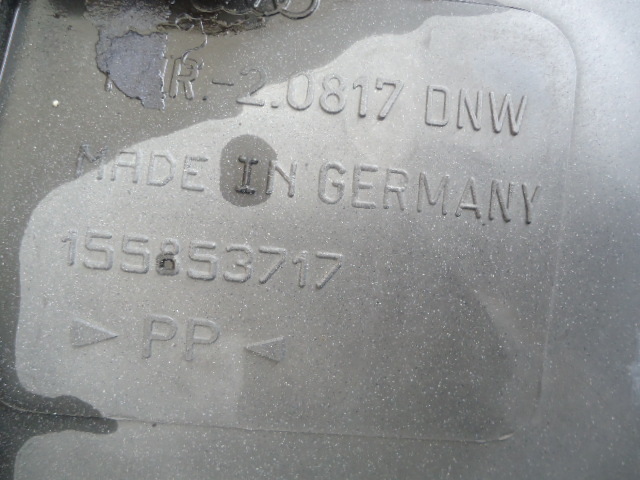 R.-2.0817 DNW
MADE IN GERMANY
155853717
> PP <